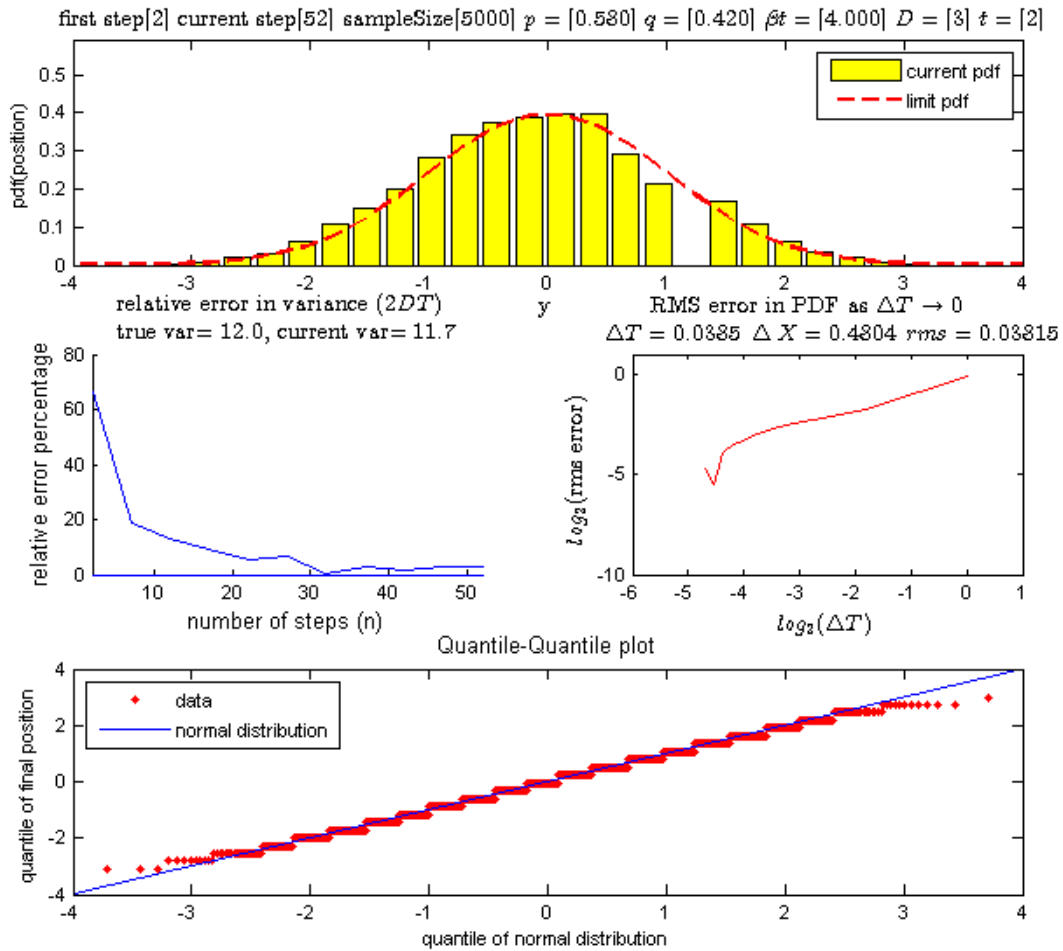 first step[2] current step[52] sampleSize[5000] p = [0.580] q = [0.420] βt = [4.000] D = [3] t = [2]
pdf(position)
0.5
0.4
0.3
0.2
0.1
0
current pdf
limit pdf
-4 -3 -2 -1 0 1 2 3 4
y
relative error in variance (2DT)
true var= 12.0, current var= 11.7
relative error percentage
80
60
40
20
0
10 20 30 40 50
number of steps (n)
RMS error in PDF as ΔT → 0
ΔT = 0.0385 Δ X = 0.4804 rms = 0.03815
log₂(rms error)
0
-5
-10
-6 -5 -4 -3 -2 -1 0 1
log₂(ΔT)
Quantile-Quantile plot
quantile of final position
4
2
0
-2
-4
data
normal distribution
-4 -3 -2 -1 0 1 2 3 4
quantile of normal distribution